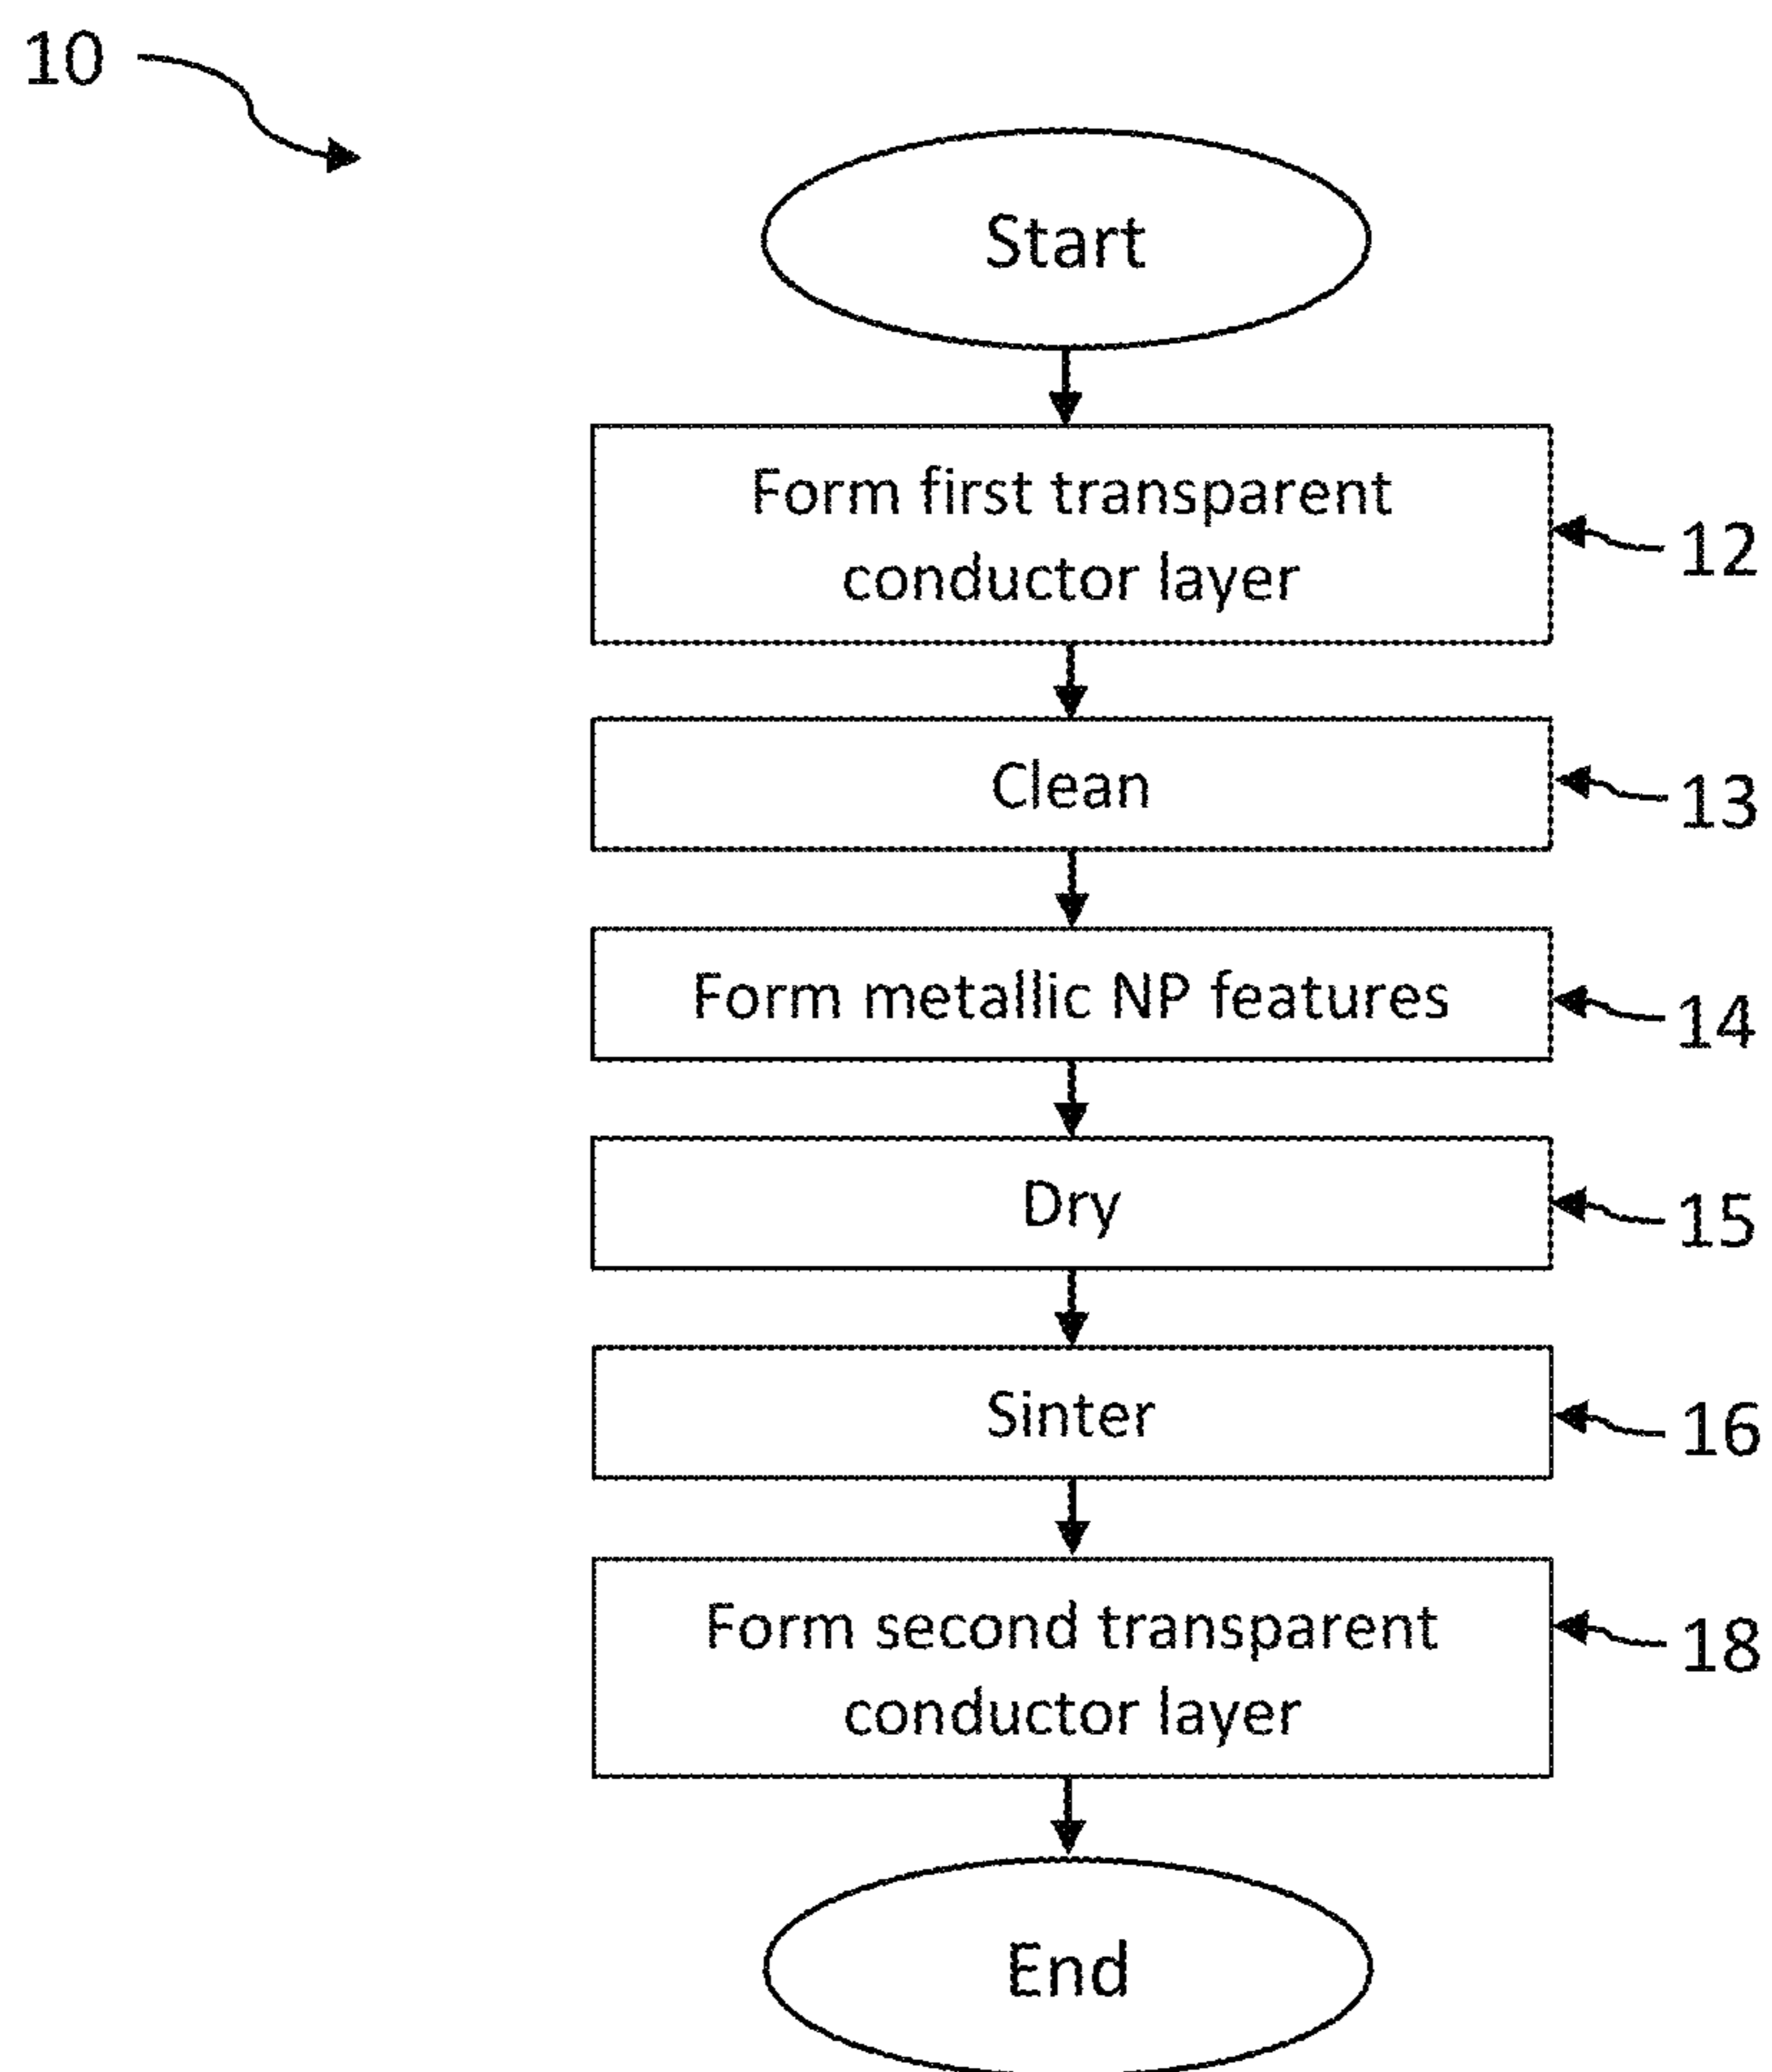 10
Start
Form first transparent
conductor layer
12
Clean
13
Form metallic NP features
14
Dry
15
Sinter
16
Form second transparent
conductor layer
18
End